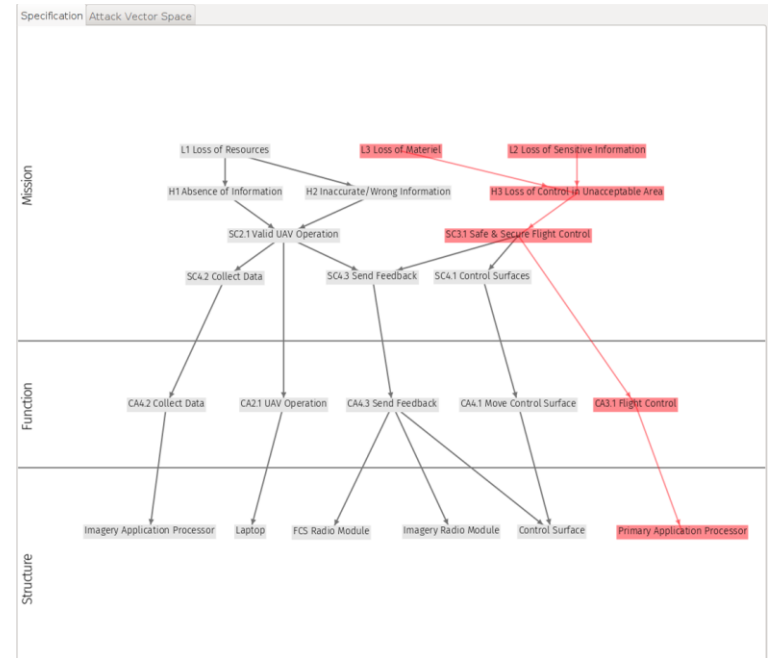 Specification
Attack Vector Space
Mission
L1 Loss of Resources
L3 Loss of Materiel
L2 Loss of Sensitive Information
H1 Absence of Information
H2 Inaccurate/Wrong Information
H3 Loss of Control in Unacceptable Area
SC2.1 Valid UAV Operation
SC3.1 Safe & Secure Flight Control
SC4.2 Collect Data
SC4.3 Send Feedback
SC4.1 Control Surfaces
Function
CA4.2 Collect Data
CA2.1 UAV Operation
CA4.3 Send Feedback
CA4.1 Move Control Surface
CA3.1 Flight Control
Structure
Imagery Application Processor
Laptop
FCS Radio Module
Imagery Radio Module
Control Surface
Primary Application Processor